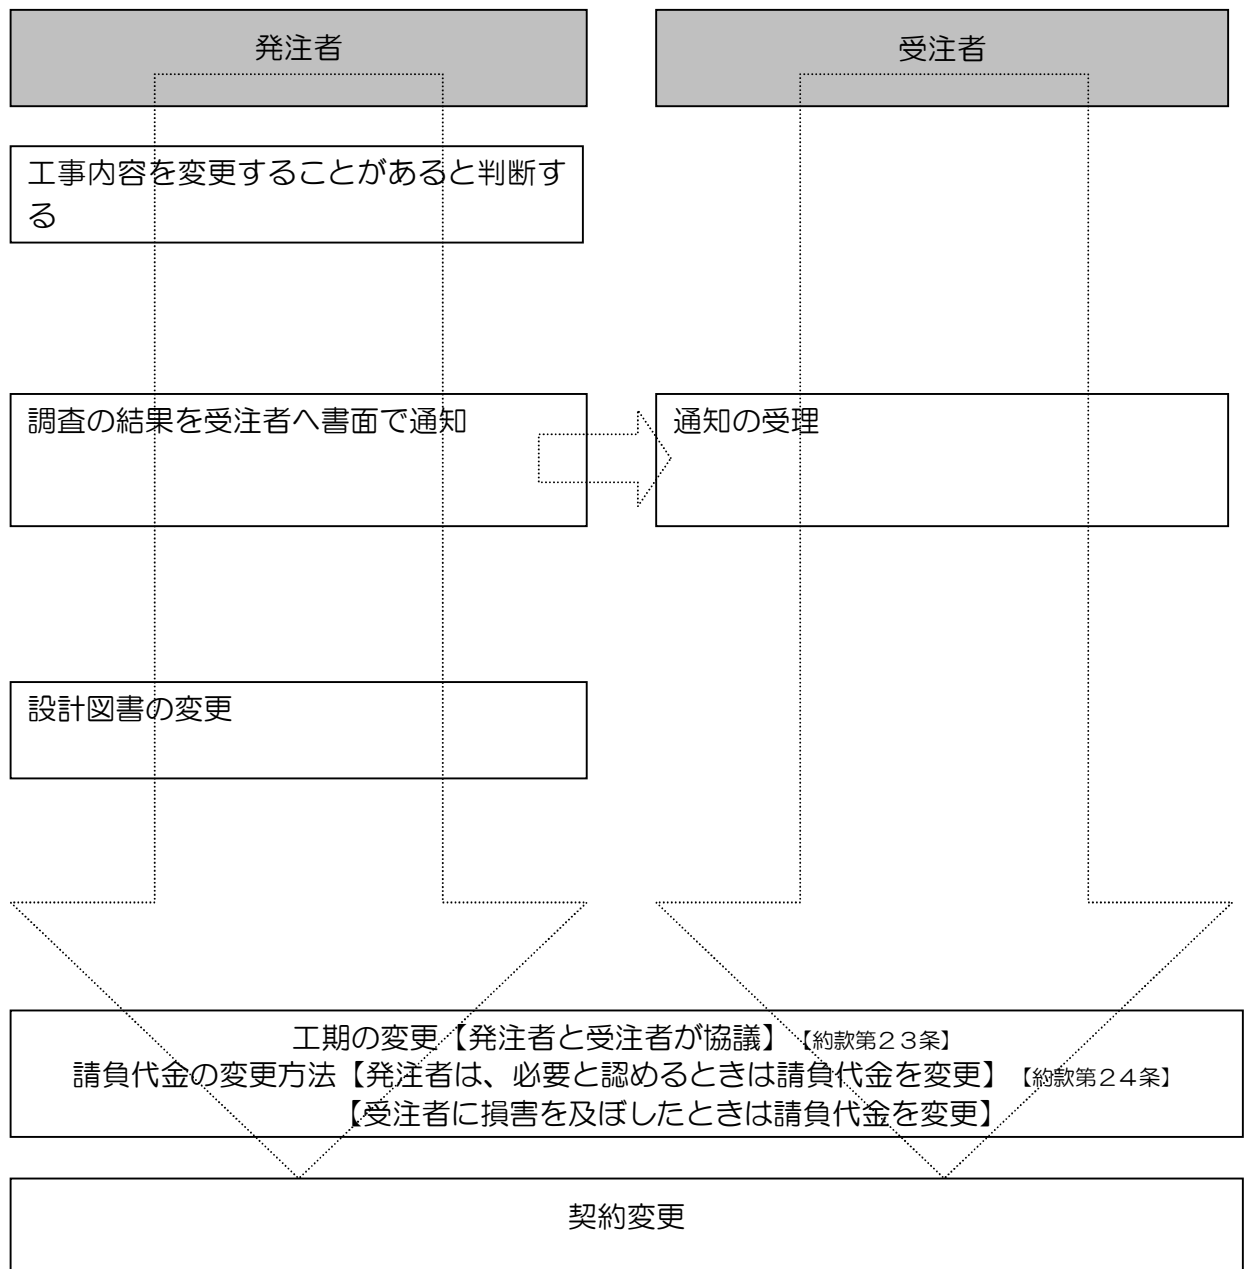 発注者
受注者
工事内容を変更することがあると判断す
る
調査の結果を受注者へ書面で通知
通知の受理
設計図書の変更
工期の変更【発注者と受注者が協議】【約款第２３条】
請負代金の変更方法【発注者は、必要と認めるときは請負代金を変更】【約款第２４条】
【受注者に損害を及ぼしたときは請負代金を変更】
契約変更